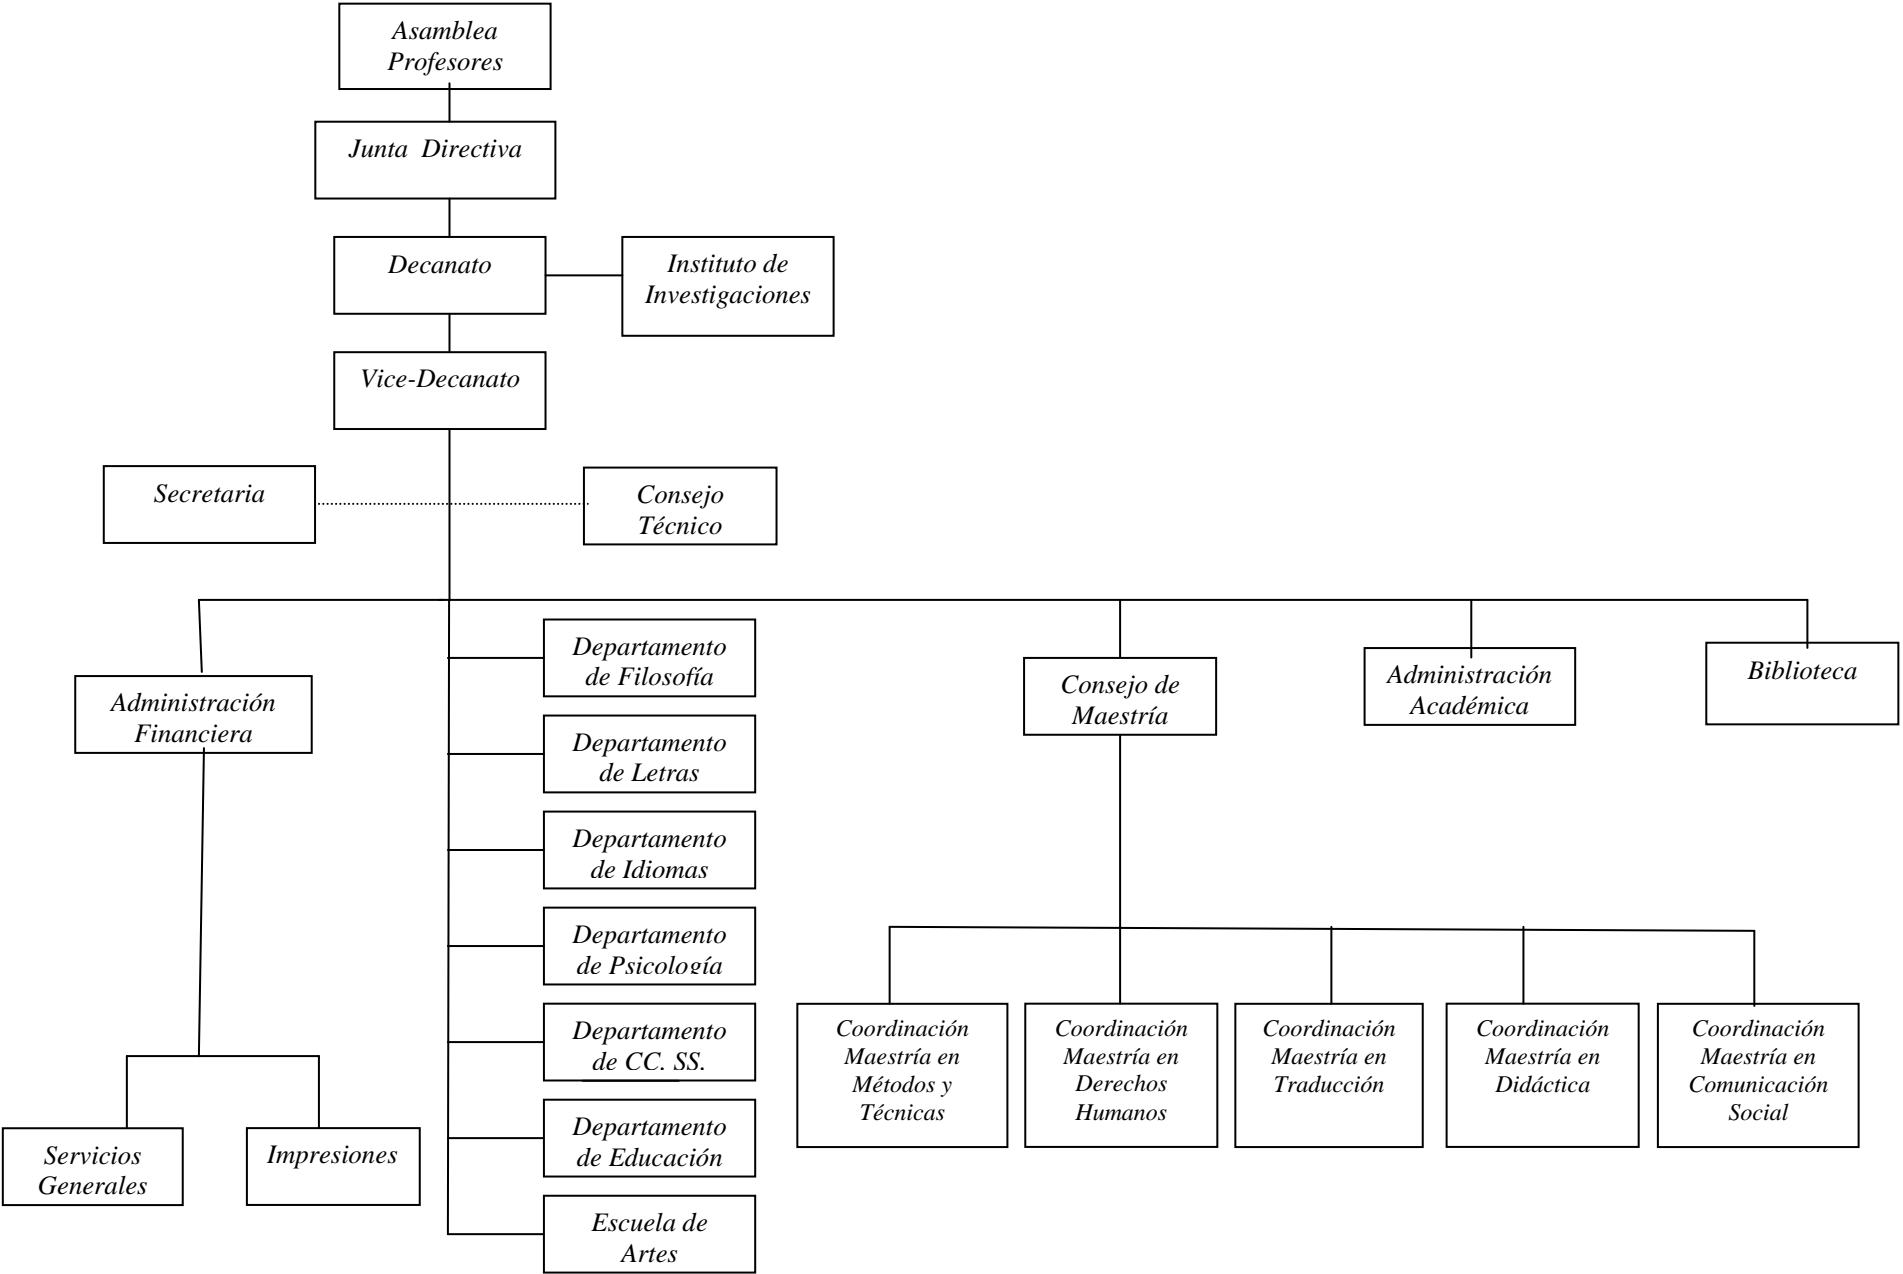 Asamblea
Profesores
Junta Directiva
Decanato
Instituto de
Investigaciones
Vice-Decanato
Secretaria
Consejo
Técnico
Administración
Financiera
Servicios
Generales
Impresiones
Departamento
de Filosofía
Departamento
de Letras
Departamento
de Idiomas
Departamento
de Psicología
Departamento
de CC. SS.
Departamento
de Educación
Escuela de
Artes
Consejo de
Maestría
Coordinación
Maestría en
Métodos y
Técnicas
Coordinación
Maestría en
Derechos
Humanos
Coordinación
Maestría en
Traducción
Coordinación
Maestría en
Didáctica
Coordinación
Maestría en
Comunicación
Social
Administración
Académica
Biblioteca